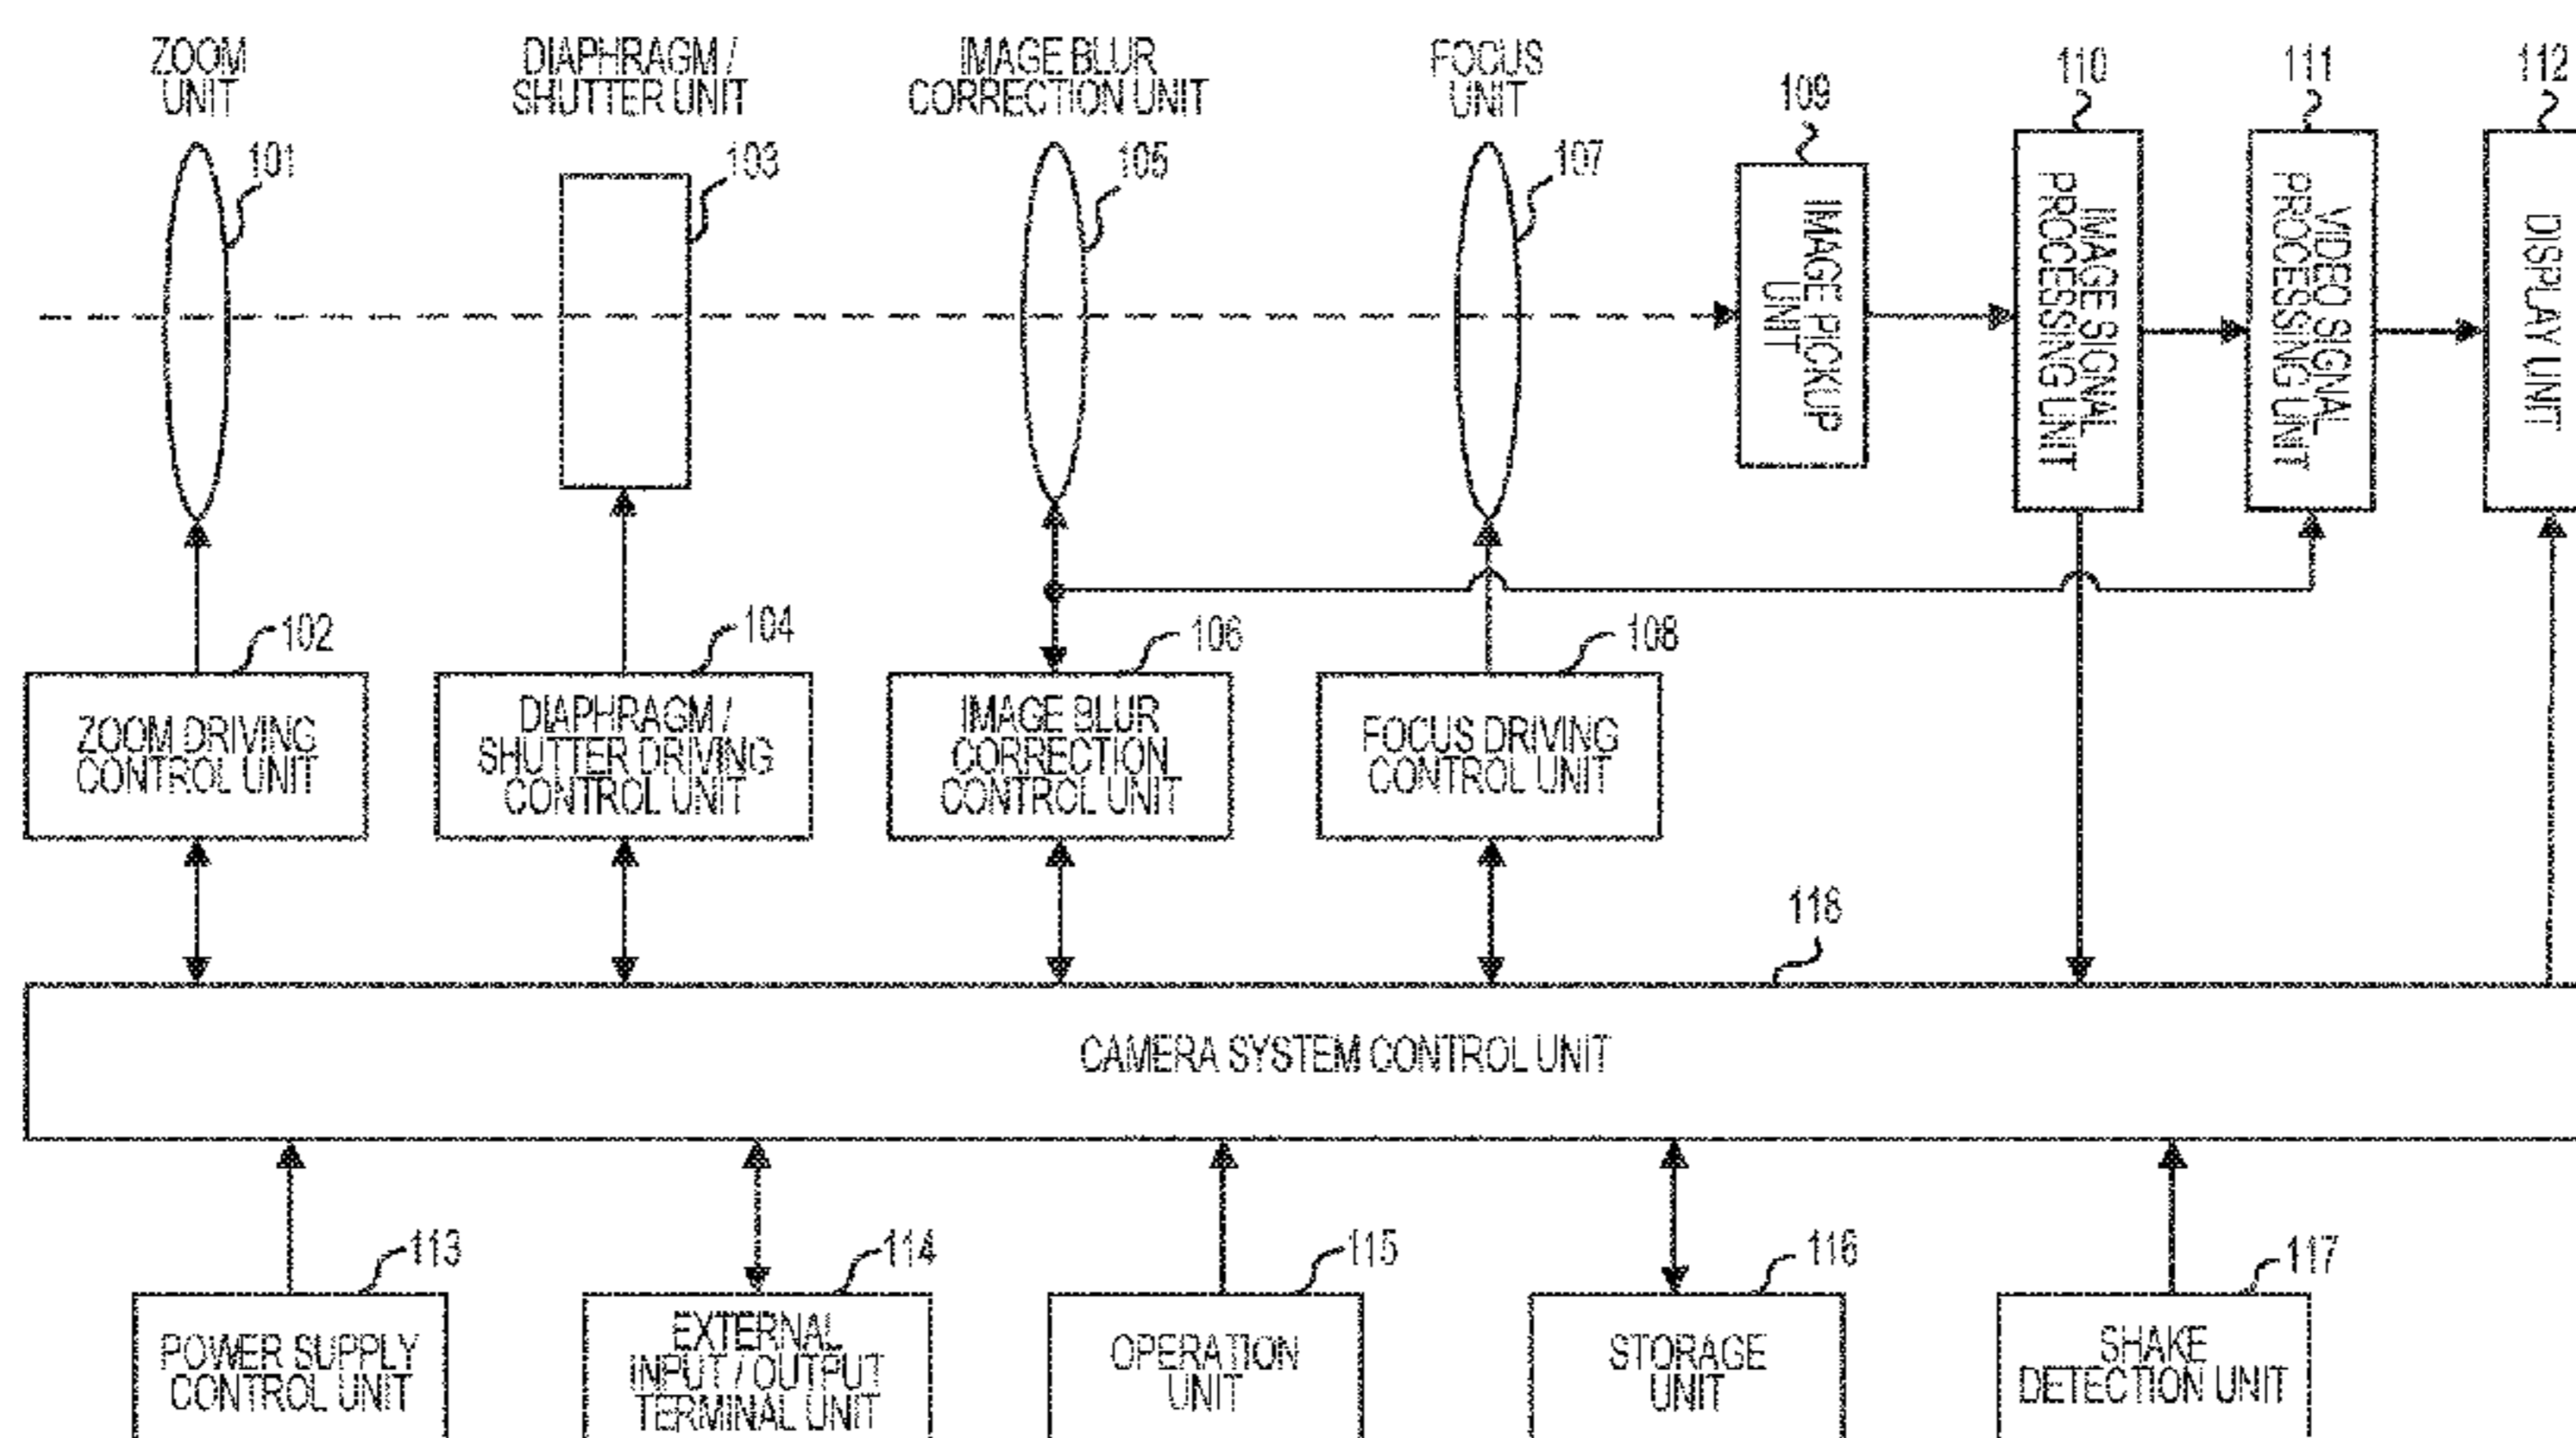 ZOOM
UNIT
DIAPHRAGM /
SHUTTER UNIT
IMAGE BLUR
CORRECTION UNIT
FOCUS
UNIT
109
110
111
112
101
103
105
107
IMAGE PICKUP
UNIT
IMAGE SIGNAL
PROCESSING UNIT
VIDEO SIGNAL
PROCESSING UNIT
DISPLAY UNIT
102
104
106
108
ZOOM DRIVING
CONTROL UNIT
DIAPHRAGM /
SHUTTER DRIVING
CONTROL UNIT
IMAGE BLUR
CORRECTION
CONTROL UNIT
FOCUS DRIVING
CONTROL UNIT
118
CAMERA SYSTEM CONTROL UNIT
113
114
115
116
117
POWER SUPPLY
CONTROL UNIT
EXTERNAL
INPUT / OUTPUT
TERMINAL UNIT
OPERATION
UNIT
STORAGE
UNIT
SHAKE
DETECTION UNIT